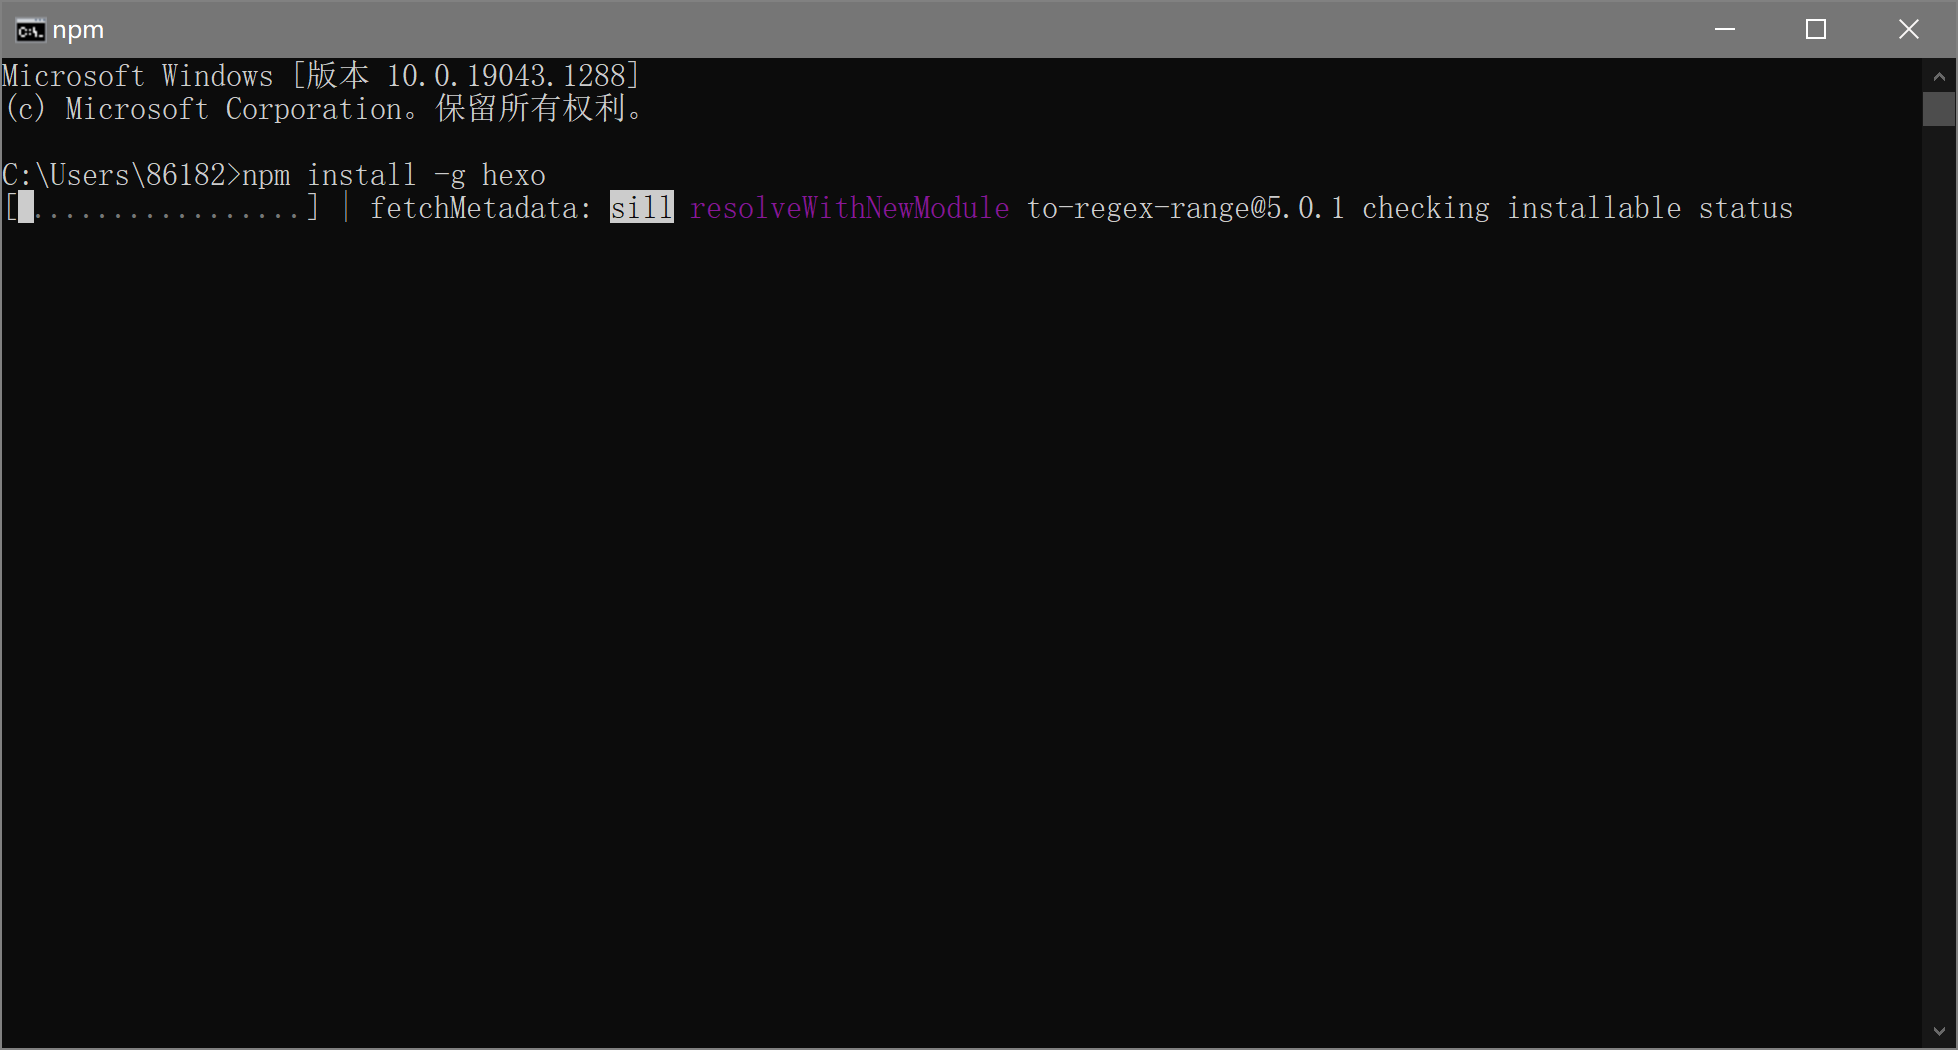 npm
Microsoft Windows [版本 10.0.19043.1288]
(c) Microsoft Corporation。保留所有权利。
C:\Users\86182>npm install -g hexo
[ .................] | fetchMetadata: sill resolveWithNewModule to-regex-range@5.0.1 checking installable status